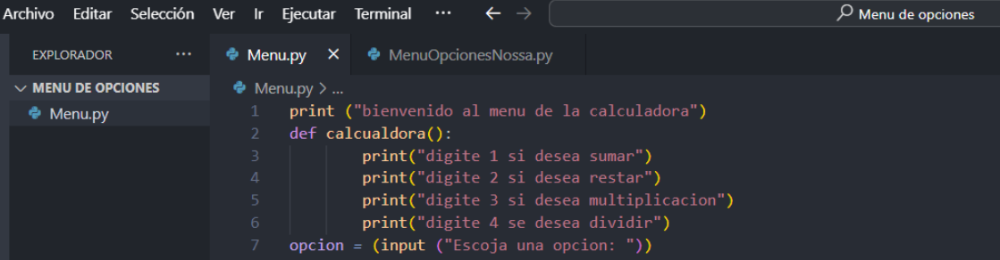 Archivo Editar Selección Ver Ir Ejecutar Terminal ··· ← → Menu de opciones
EXPLORADOR ···
Menu.py × MenuOpcionesNossa.py
MENU DE OPCIONES
Menu.py
Menu.py > ...
1 print ("bienvenido al menu de la calculadora")
2 def calcualdora():
3 print("digite 1 si desea sumar")
4 print("digite 2 si desea restar")
5 print("digite 3 si desea multiplicacion")
6 print("digite 4 se desea dividir")
7 opcion = (input ("Escoja una opcion: "))